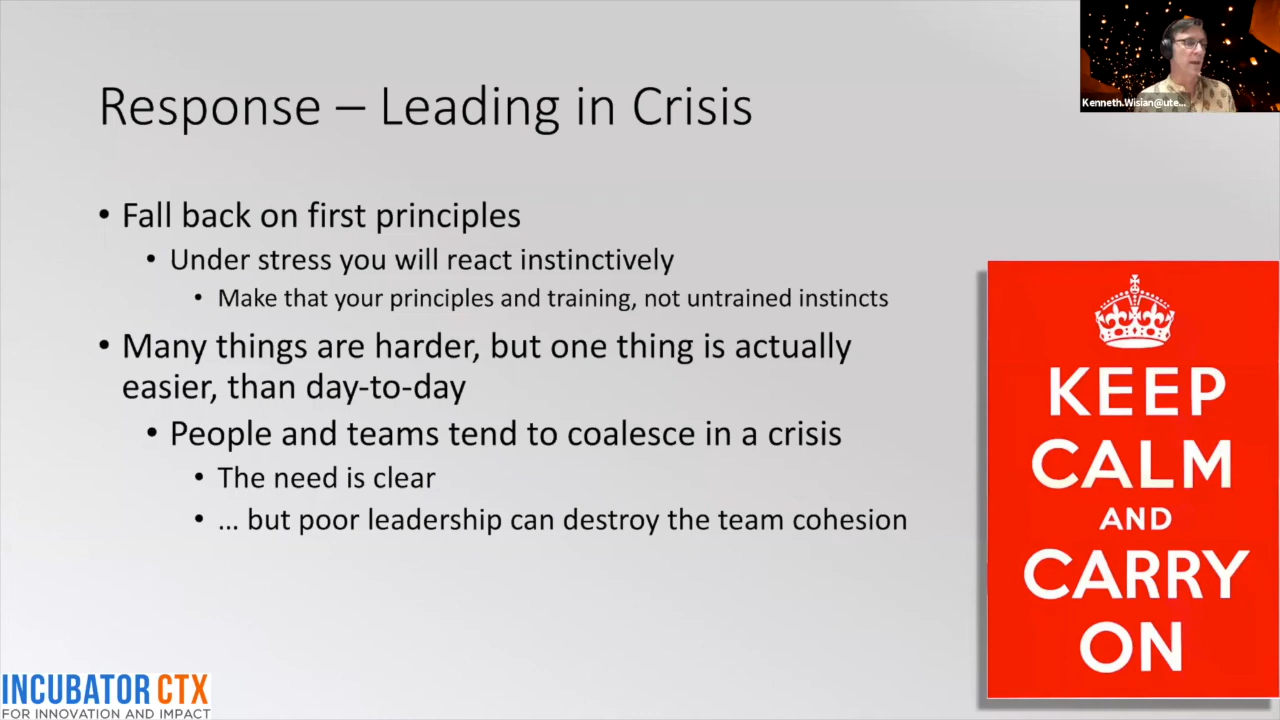 Kenneth.Wisian@ute...
Response – Leading in Crisis
• Fall back on first principles
• Under stress you will react instinctively
• Make that your principles and training, not untrained instincts
• Many things are harder, but one thing is actually
easier, than day-to-day
• People and teams tend to coalesce in a crisis
• The need is clear
• … but poor leadership can destroy the team cohesion
KEEP
CALM
AND
CARRY
ON
INCUBATOR CTX
FOR INNOVATION AND IMPACT